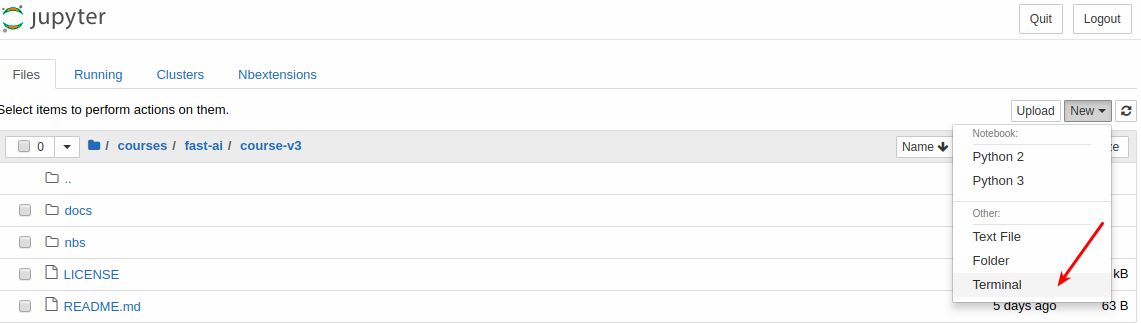 jupyter Quit Logout
Files Running Clusters Nbextensions
Select items to perform actions on them. Upload New
0 / courses / fast-ai / course-v3 Name
Notebook:
Python 2
Python 3
..
docs
nbs
Other:
Text File
Folder
LICENSE Terminal kB
README.md 5 days ago 63 B